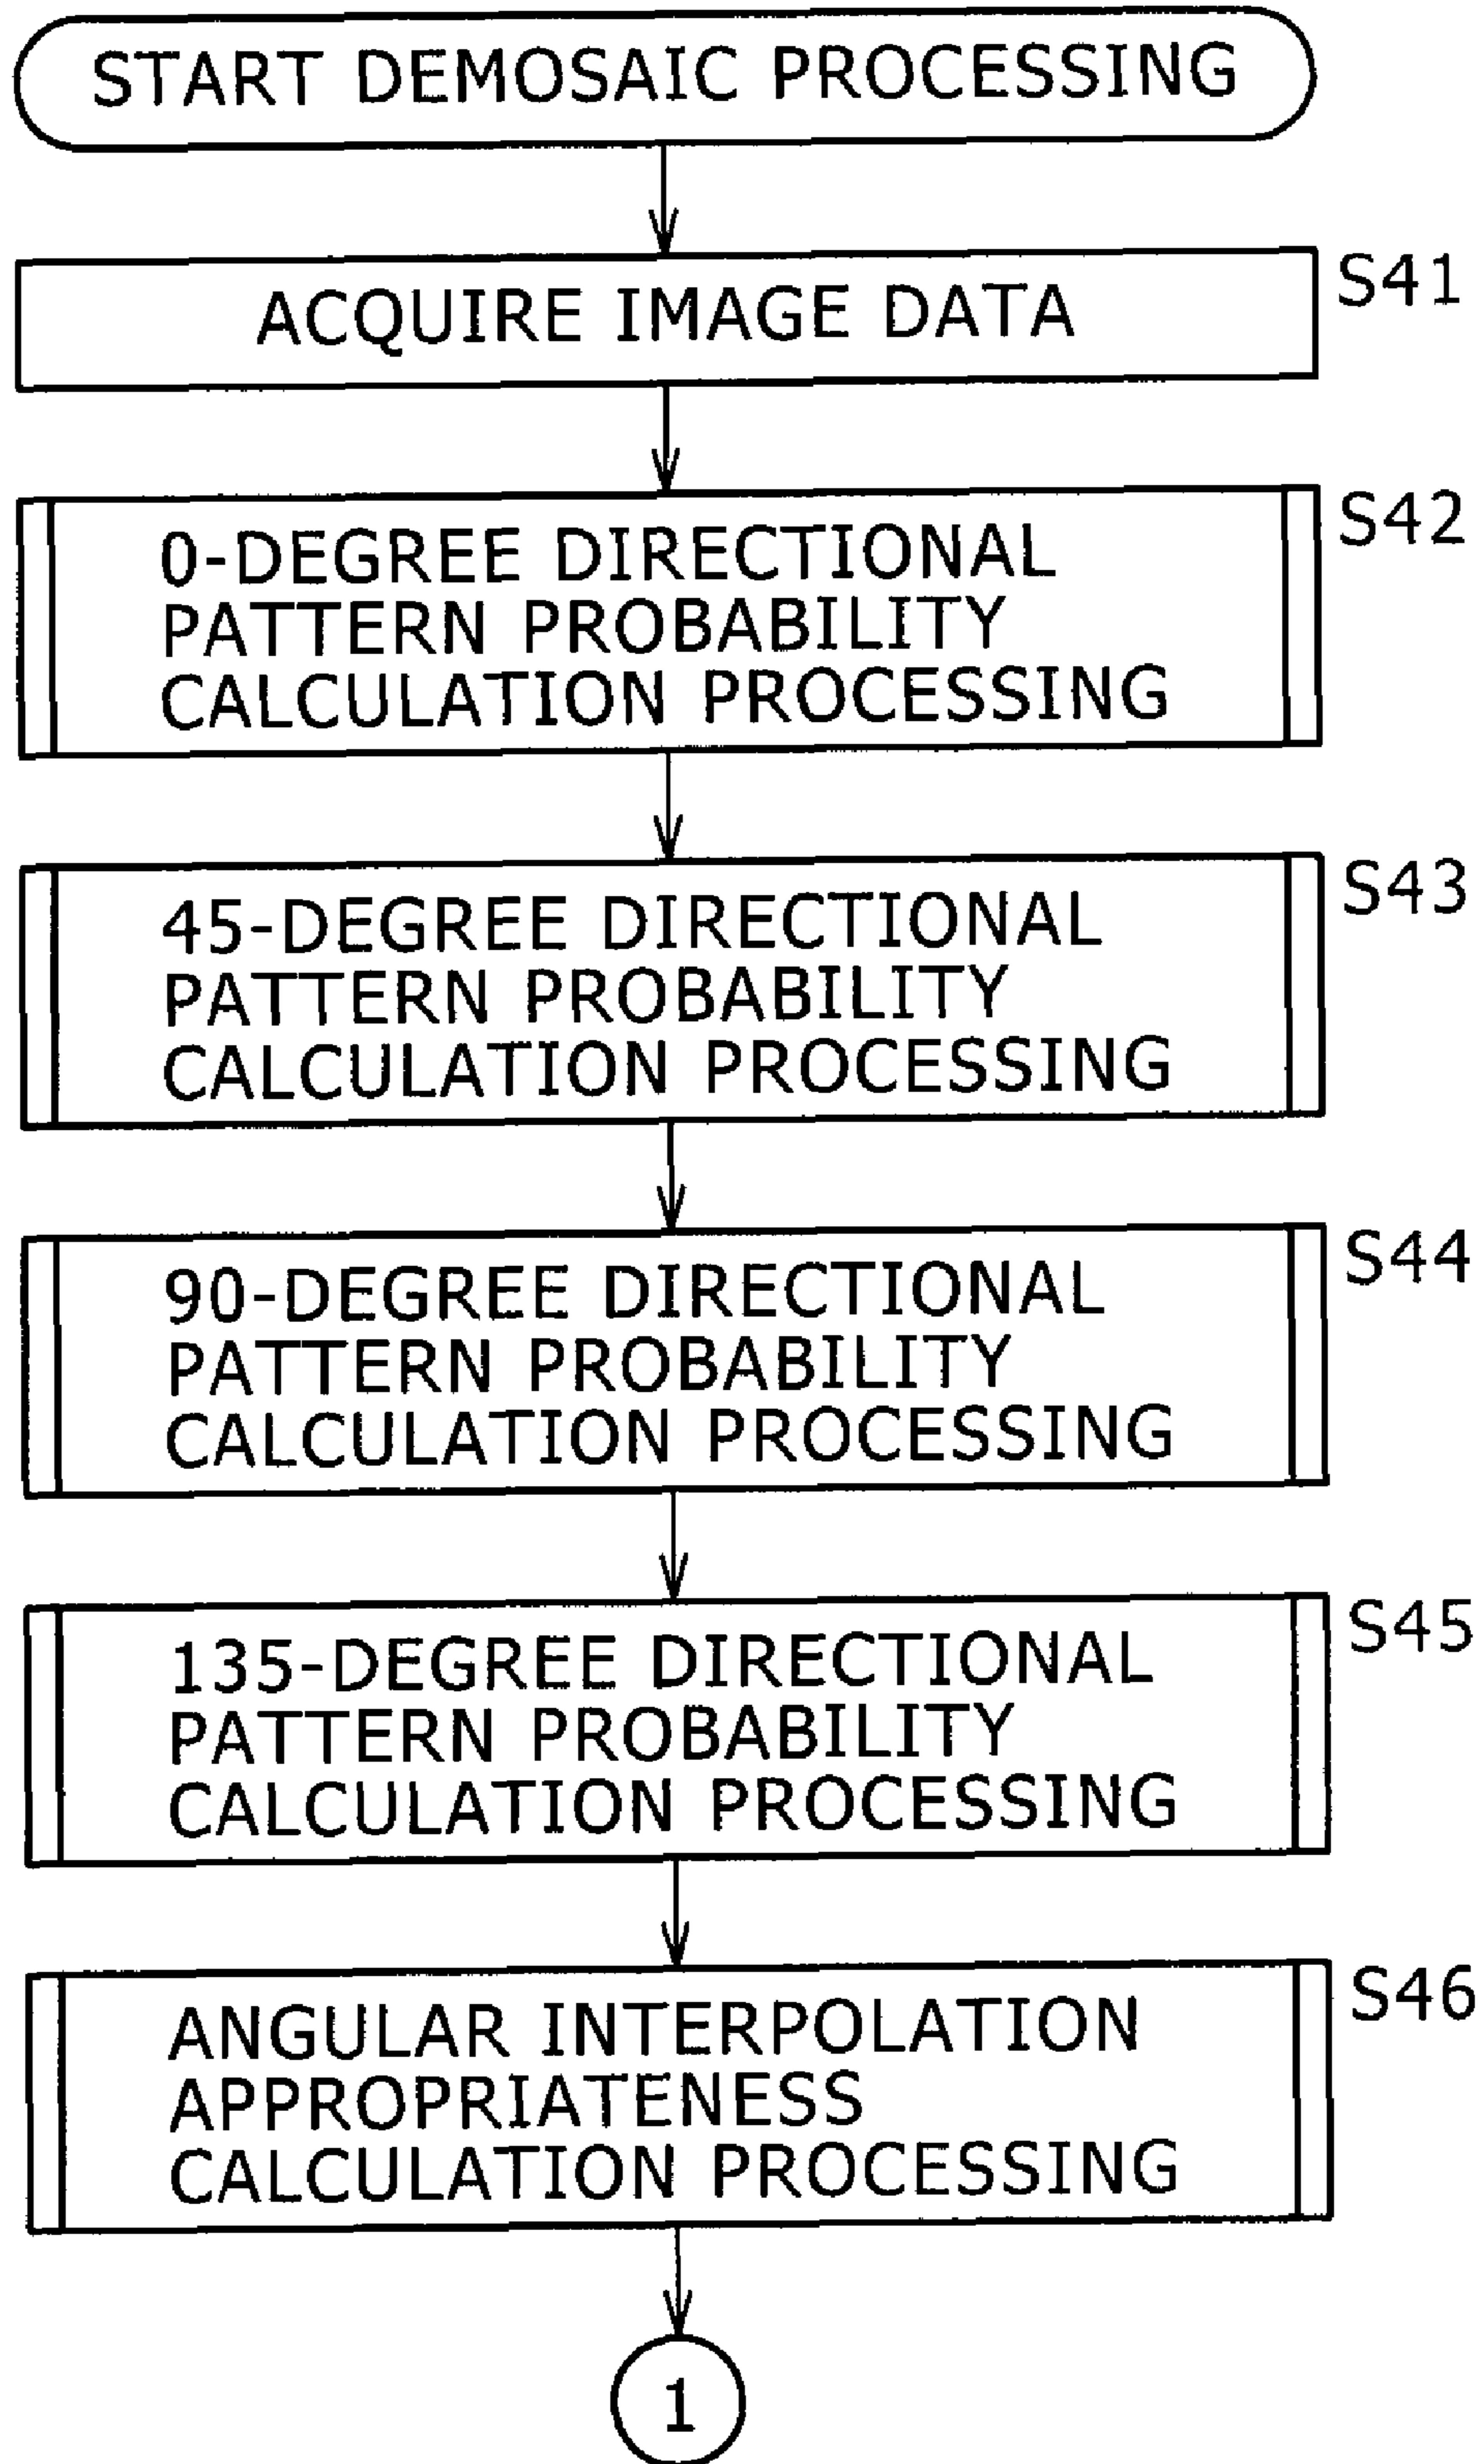 START DEMOSAIC PROCESSING
ACQUIRE IMAGE DATA
S41
0-DEGREE DIRECTIONAL
PATTERN PROBABILITY
CALCULATION PROCESSING
S42
45-DEGREE DIRECTIONAL
PATTERN PROBABILITY
CALCULATION PROCESSING
S43
90-DEGREE DIRECTIONAL
PATTERN PROBABILITY
CALCULATION PROCESSING
S44
135-DEGREE DIRECTIONAL
PATTERN PROBABILITY
CALCULATION PROCESSING
S45
ANGULAR INTERPOLATION
APPROPRIATENESS
CALCULATION PROCESSING
S46
1